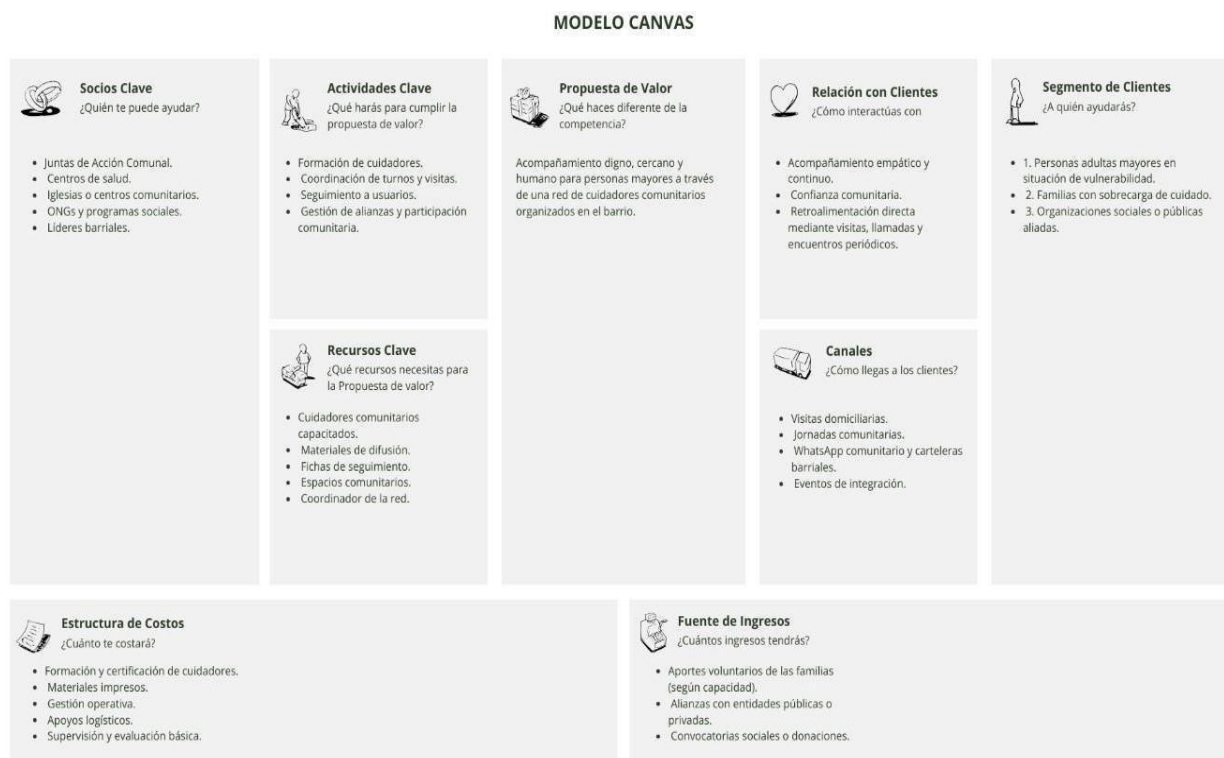 MODELO CANVAS
Socios Clave
¿Quién te puede ayudar?
• Juntas de Acción Comunal.
• Centros de salud.
• Iglesias o centros comunitarios.
• ONGs y programas sociales.
• Líderes barriales.
Actividades Clave
¿Qué harás para cumplir la
propuesta de valor?
• Formación de cuidadores.
• Coordinación de turnos y visitas.
• Seguimiento a usuarios.
• Gestión de alianzas y participación
comunitaria.
Recursos Clave
¿Qué recursos necesitas para
la Propuesta de valor?
• Cuidadores comunitarios
capacitados.
• Materiales de difusión.
• Fichas de seguimiento.
• Espacios comunitarios.
• Coordinador de la red.
Propuesta de Valor
¿Qué haces diferente de la
competencia?
Acompañamiento digno, cercano y
humano para personas mayores a través
de una red de cuidadores comunitarios
organizados en el barrio.
Relación con Clientes
¿Cómo interactúas con
• Acompañamiento empático y
continuo.
• Confianza comunitaria.
• Retroalimentación directa
mediante visitas, llamadas y
encuentros periódicos.
Canales
¿Cómo llegas a los clientes?
• Visitas domiciliarias.
• Jornadas comunitarias.
• WhatsApp comunitario y carteleras
barriales.
• Eventos de integración.
Segmento de Clientes
¿A quién ayudarás?
• 1. Personas adultas mayores en
situación de vulnerabilidad.
• 2. Familias con sobrecarga de cuidado.
• 3. Organizaciones sociales o públicas
aliadas.
Estructura de Costos
¿Cuánto te costará?
• Formación y certificación de cuidadores.
• Materiales impresos.
• Gestión operativa.
• Apoyos logísticos.
• Supervisión y evaluación básica.
Fuente de Ingresos
¿Cuántos ingresos tendrás?
• Aportes voluntarios de las familias
(según capacidad).
• Alianzas con entidades públicas o
privadas.
• Convocatorias sociales o donaciones.